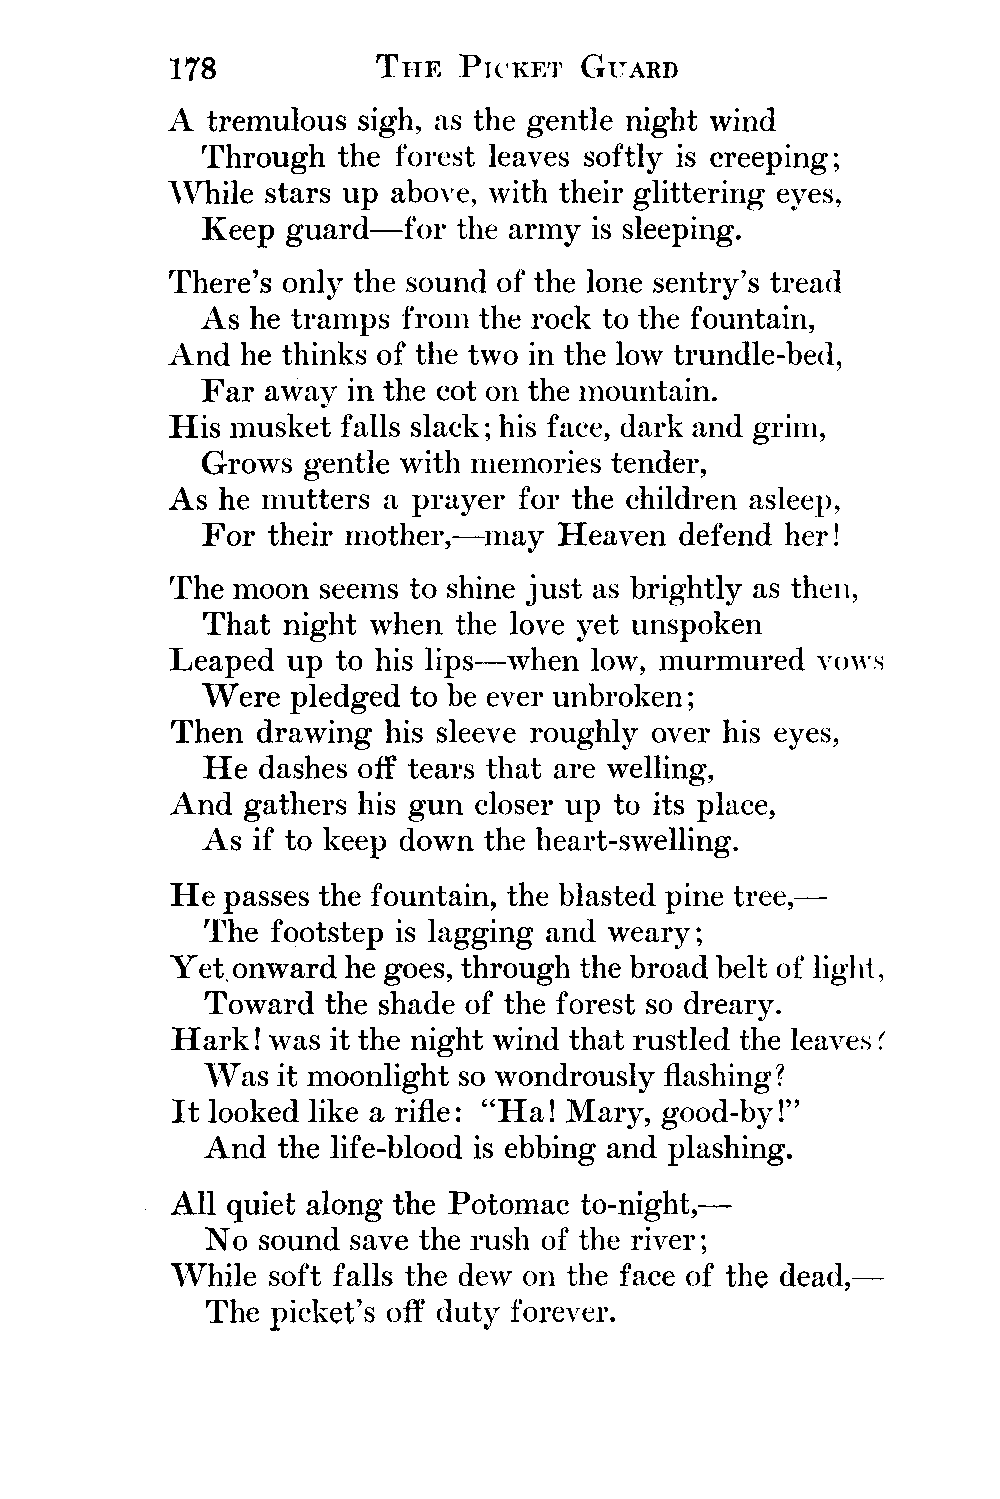 178 THE PICKET GUARD
A tremulous sigh, as the gentle night wind
Through the forest leaves softly is creeping;
While stars up above, with their glittering eyes,
Keep guard—for the army is sleeping.
There's only the sound of the lone sentry's tread
As he tramps from the rock to the fountain,
And he thinks of the two in the low trundle-bed,
Far away in the cot on the mountain.
His musket falls slack; his face, dark and grim,
Grows gentle with memories tender,
As he mutters a prayer for the children asleep,
For their mother,—may Heaven defend her!
The moon seems to shine just as brightly as then,
That night when the love yet unspoken
Leaped up to his lips—when low, murmured vows
Were pledged to be ever unbroken;
Then drawing his sleeve roughly over his eyes,
He dashes off tears that are welling,
And gathers his gun closer up to its place,
As if to keep down the heart-swelling.
He passes the fountain, the blasted pine tree,—
The footstep is lagging and weary;
Yet onward he goes, through the broad belt of light,
Toward the shade of the forest so dreary.
Hark! was it the night wind that rustled the leaves?
Was it moonlight so wondrously flashing?
It looked like a rifle: "Ha! Mary, good-by!"
And the life-blood is ebbing and plashing.
All quiet along the Potomac to-night,—
No sound save the rush of the river;
While soft falls the dew on the face of the dead,—
The picket's off duty forever.